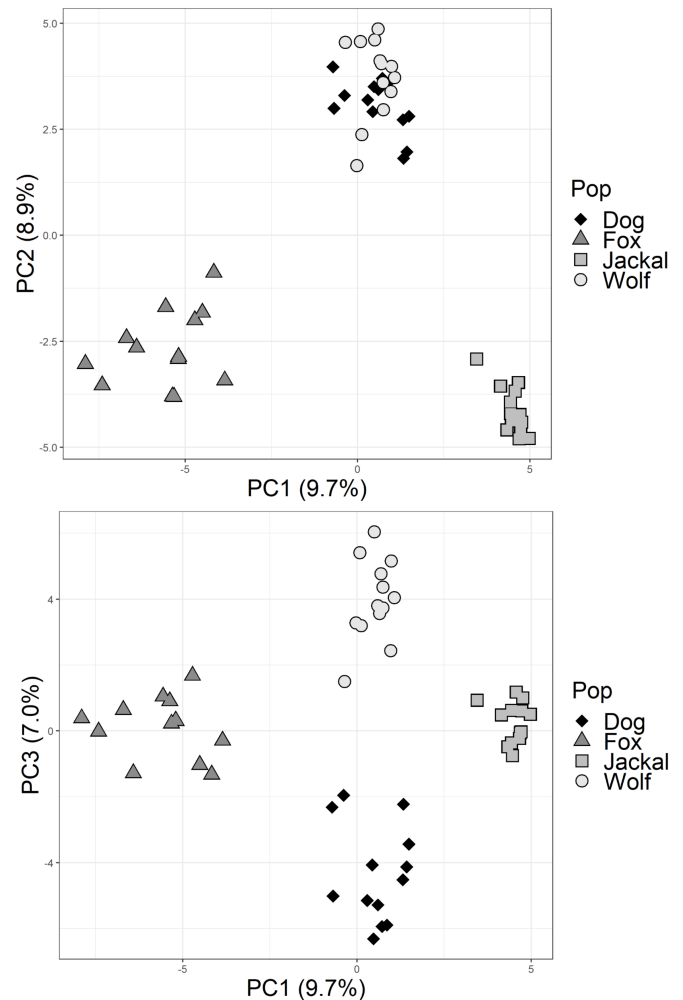 5.0
2.5
0.0
-2.5
-5.0
PC2 (8.9%)
-5
0
5
PC1 (9.7%)
Pop
Dog
Fox
Jackal
Wolf
4
0
-4
PC3 (7.0%)
-5
0
5
PC1 (9.7%)
Pop
Dog
Fox
Jackal
Wolf